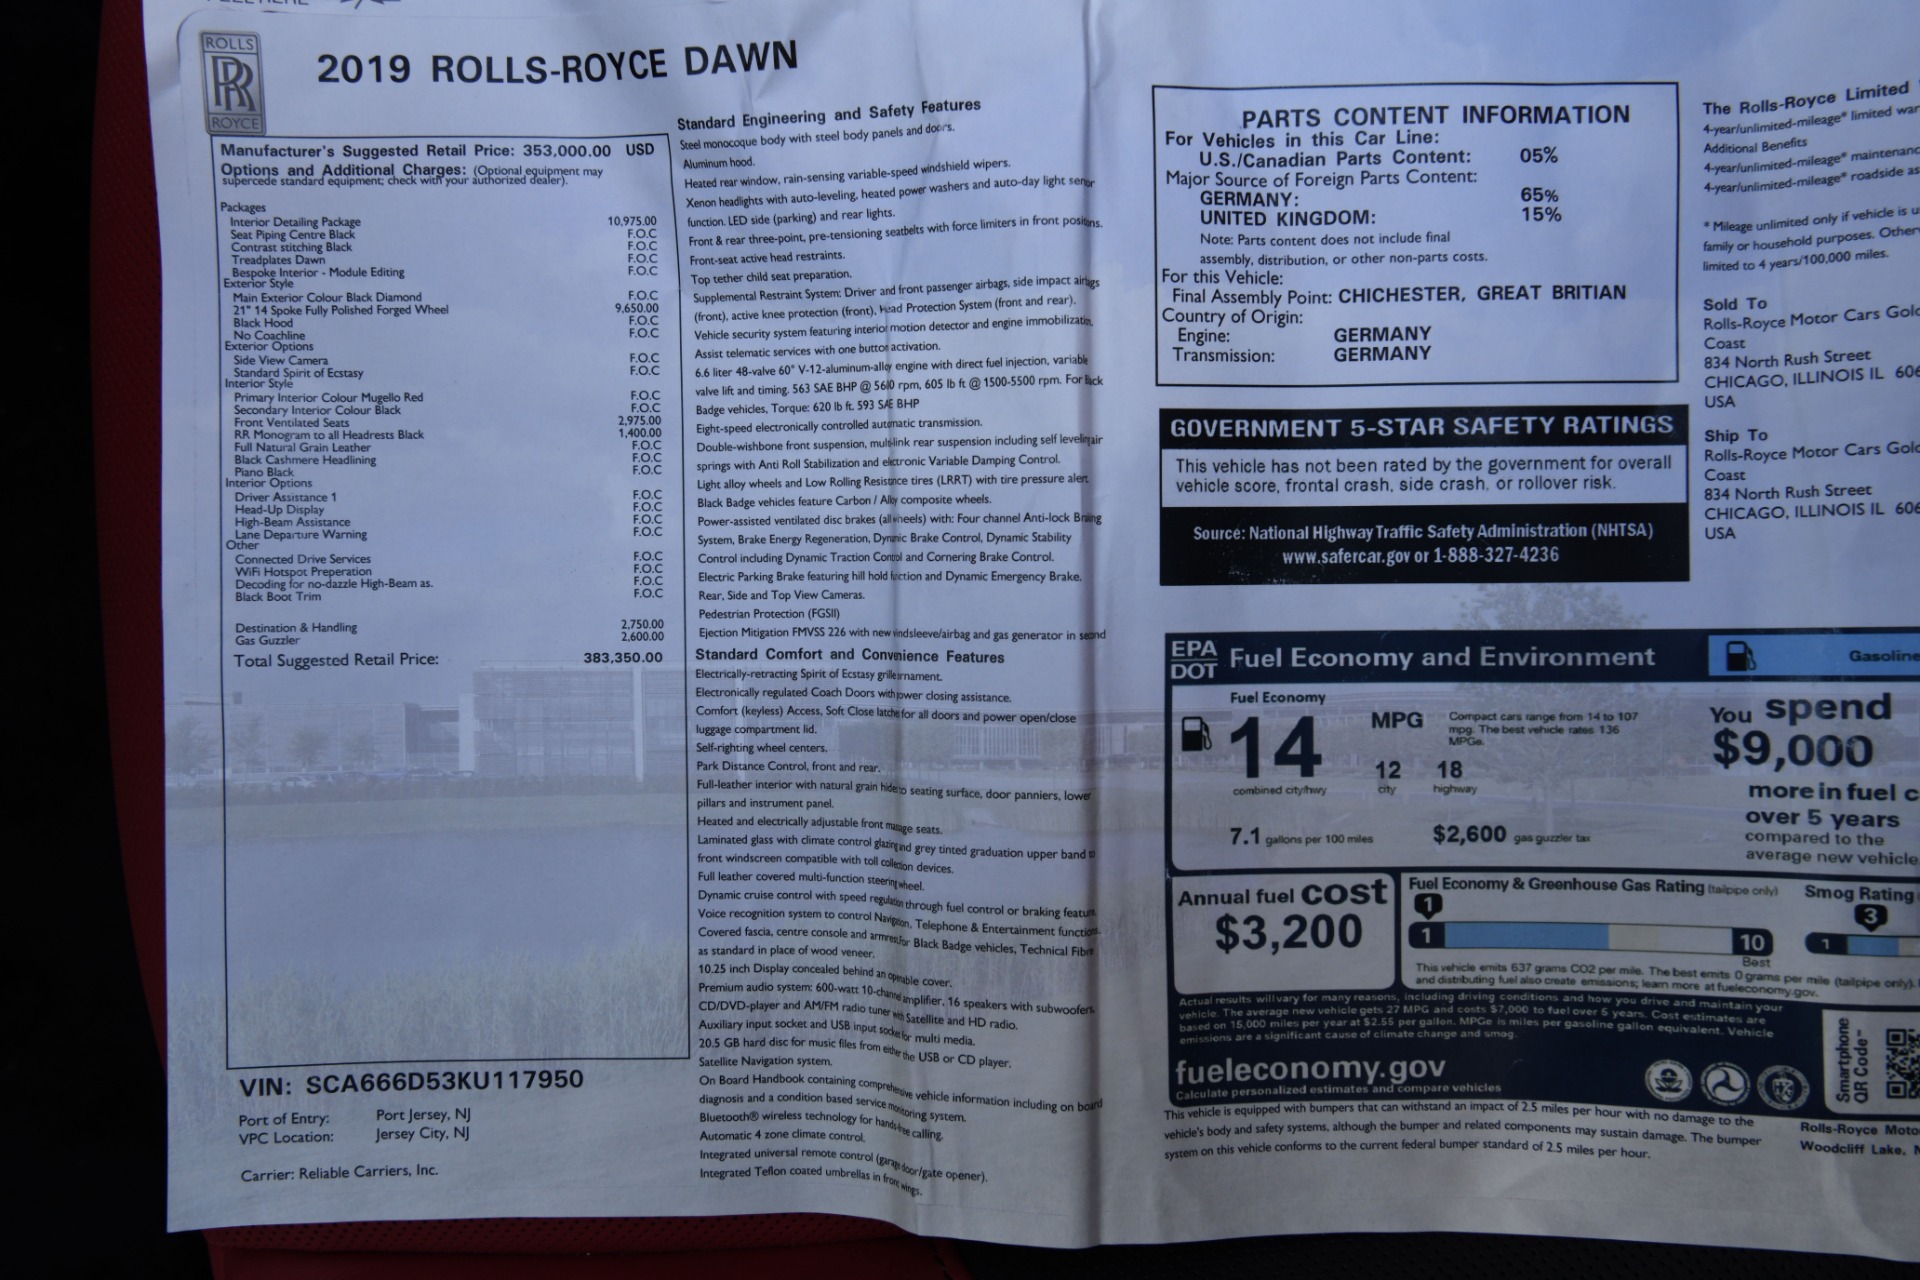 ROLLS
RR
ROYCE
2019 ROLLS-ROYCE DAWN
Manufacturer's Suggested Retail Price: 353,000.00 USD
Options and Additional Charges: (Optional equipment may
supercede standard equipment; check with your authorized dealer).
Packages
Interior Detailing Package 10,975.00
Seat Piping Centre Black F.O.C
Contrast stitching Black F.O.C
Treadplates Dawn F.O.C
Bespoke Interior - Module Editing F.O.C
Exterior Style
Main Exterior Colour Black Diamond F.O.C
21" 14 Spoke Fully Polished Forged Wheel 9,650.00
Black Hood F.O.C
No Coachline F.O.C
Exterior Options
Side View Camera F.O.C
Standard Spirit of Ecstasy F.O.C
Interior Style
Primary Interior Colour Mugello Red F.O.C
Secondary Interior Colour Black F.O.C
Front Ventilated Seats 2,975.00
RR Monogram to all Headrests Black 1,400.00
Full Natural Grain Leather F.O.C
Black Cashmere Headlining F.O.C
Piano Black F.O.C
Interior Options
Driver Assistance 1 F.O.C
Head-Up Display F.O.C
High-Beam Assistance F.O.C
Lane Departure Warning F.O.C
Other
Connected Drive Services F.O.C
WiFi Hotspot Preperation F.O.C
Decoding for no-dazzle High-Beam as. F.O.C
Black Boot Trim F.O.C
Destination & Handling 2,750.00
Gas Guzzler 2,600.00
Total Suggested Retail Price: 383,350.00
VIN: SCA666D53KU117950
Port of Entry: Port Jersey, NJ
VPC Location: Jersey City, NJ
Carrier: Reliable Carriers, Inc.
Standard Engineering and Safety Features
Steel monocoque body with steel body panels and doors.
Aluminum hood.
Heated rear window, rain-sensing variable-speed windshield wipers.
Xenon headlights with auto-leveling, heated power washers and auto-day light
function. LED side (parking) and rear lights.
Front & rear three-point, pre-tensioning seatbelts with force limiters in front
Front-seat active head restraints.
Top tether child seat preparation.
Supplemental Restraint System: Driver and front passenger airbags, side impact airbags
(front), active knee protection (front), Head Protection System (front and rear).
Vehicle security system featuring interior motion detector and engine
Assist telematic services with one button activation.
6.6 liter 48-valve 60° V-12-aluminum-alloy engine with direct fuel injection, variable
valve lift and timing. 563 SAE BHP @ 5600 rpm, 605 lb ft @ 1500-5500 rpm. For Black
Badge vehicles, Torque: 620 lb ft. 593 SAE BHP
Eight-speed electronically controlled automatic transmission.
Double-wishbone front suspension, multi-link rear suspension including self leveling air
springs with Anti Roll Stabilization and electronic Variable Damping Control.
Light alloy wheels and Low Rolling Resistance tires (LRRT) with tire pressure alert.
Black Badge vehicles feature Carbon / Alloy composite wheels.
Power-assisted ventilated disc brakes (all wheels) with: Four channel Anti-lock Braking
System, Brake Energy Regeneration, Dynamic Brake Control, Dynamic Stability
Control including Dynamic Traction Control and Cornering Brake Control.
Electric Parking Brake featuring hill hold function and Dynamic Emergency Brake.
Rear, Side and Top View Cameras.
Pedestrian Protection (FGSII)
Ejection Mitigation FMVSS 226 with new windsleeve/airbag and gas generator in second
Standard Comfort and Convenience Features
Electrically-retracting Spirit of Ecstasy grille ornament.
Electronically regulated Coach Doors with power closing assistance.
Comfort (keyless) Access, Soft Close latches for all doors and power open/close
luggage compartment lid.
Self-righting wheel centers.
Park Distance Control, front and rear.
Full-leather interior with natural grain hide to seating surface, door panniers, lower
pillars and instrument panel.
Heated and electrically adjustable front massage seats.
Laminated glass with climate control glazing and grey tinted graduation upper band to
front windscreen compatible with toll collection devices.
Full leather covered multi-function steering wheel.
Dynamic cruise control with speed regulation through fuel control or braking feature.
Voice recognition system to control Navigation, Telephone & Entertainment functions.
Covered fascia, centre console and armrest for Black Badge vehicles, Technical Fibre
as standard in place of wood veneer.
10.25 inch Display concealed behind an openable cover.
Premium audio system: 600-watt 10-channel amplifier, 16 speakers with subwoofers.
CD/DVD-player and AM/FM radio tuner with Satellite and HD radio.
Auxiliary input socket and USB input socket for multi media.
20.5 GB hard disc for music files from either the USB or CD player.
Satellite Navigation system.
On Board Handbook containing comprehensive vehicle information including on board
diagnosis and a condition based service monitoring system.
Bluetooth® wireless technology for hands-free calling.
Automatic 4 zone climate control.
Integrated universal remote control (garage door/gate opener).
Integrated Teflon coated umbrellas in front wings.
PARTS CONTENT INFORMATION
For Vehicles in this Car Line:
U.S./Canadian Parts Content: 05%
Major Source of Foreign Parts Content:
GERMANY: 65%
UNITED KINGDOM: 15%
Note: Parts content does not include final
assembly, distribution, or other non-parts costs.
For this Vehicle:
Final Assembly Point: CHICHESTER, GREAT BRITIAN
Country of Origin:
Engine: GERMANY
Transmission: GERMANY
GOVERNMENT 5-STAR SAFETY RATINGS
This vehicle has not been rated by the government for overall
vehicle score, frontal crash, side crash, or rollover risk.
Source: National Highway Traffic Safety Administration (NHTSA)
www.safercar.gov or 1-888-327-4236
EPA
DOT Fuel Economy and Environment
Gasoline
Fuel Economy
14 MPG
Compact cars range from 14 to 107
mpg. The best vehicle rates 136
MPGe.
12 18
combined city/hwy city highway
7.1 gallons per 100 miles $2,600 gas guzzler tax
You spend
$9,000
more in fuel c
over 5 years
compared to the
average new vehicle
Annual fuel COST
$3,200
Fuel Economy & Greenhouse Gas Rating (tailpipe only)
1
1 10
Best
Smog Rating
3
1
This vehicle emits 637 grams CO2 per mile. The best emits 0 grams per mile (tailpipe only).
and distributing fuel also create emissions; learn more at fueleconomy.gov.
Actual results will vary for many reasons, including driving conditions and how you drive and maintain your
vehicle. The average new vehicle gets 27 MPG and costs $7,000 to fuel over 5 years. Cost estimates are
based on 15,000 miles per year at $2.55 per gallon. MPGe is miles per gasoline gallon equivalent. Vehicle
emissions are a significant cause of climate change and smog.
fueleconomy.gov
Calculate personalized estimates and compare vehicles
Smartphone
QR Code™
This vehicle is equipped with bumpers that can withstand an impact of 2.5 miles per hour with no damage to the
vehicle's body and safety systems, although the bumper and related components may sustain damage. The bumper
system on this vehicle conforms to the current federal bumper standard of 2.5 miles per hour.
The Rolls-Royce Limited
4-year/unlimited-mileage* limited war
Additional Benefits
4-year/unlimited-mileage* maintenanc
4-year/unlimited-mileage* roadside as
* Mileage unlimited only if vehicle is u
family or household purposes. Other
limited to 4 years/100,000 miles.
Sold To
Rolls-Royce Motor Cars Gold
Coast
834 North Rush Street
CHICAGO, ILLINOIS IL 606
USA
Ship To
Rolls-Royce Motor Cars Gold
Coast
834 North Rush Street
CHICAGO, ILLINOIS IL 606
USA
Rolls-Royce Moto
Woodcliff Lake, N